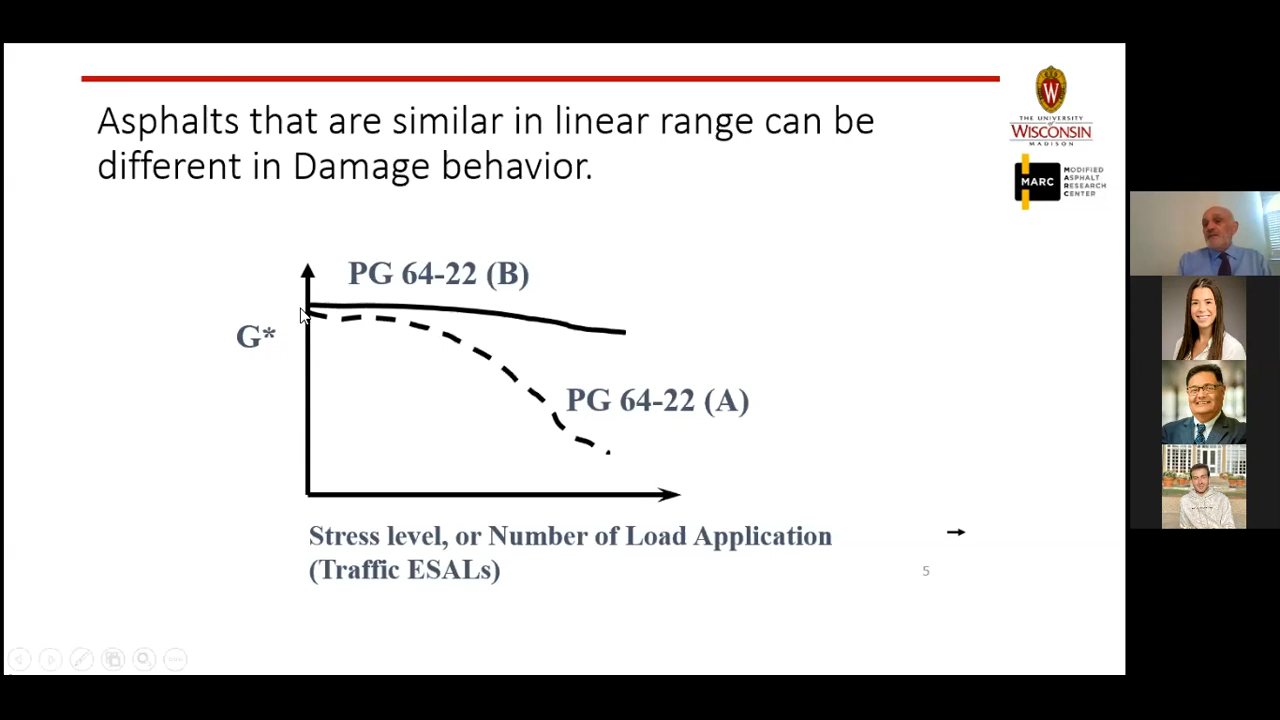 Asphalts that are similar in linear range can be
different in Damage behavior.
W
THE UNIVERSITY
of
WISCONSIN
MADISON
MARC
MODIFIED
ASPHALT
RESEARCH
CENTER
PG 64-22 (B)
G*
PG 64-22 (A)
Stress level, or Number of Load Application
(Traffic ESALs)
5